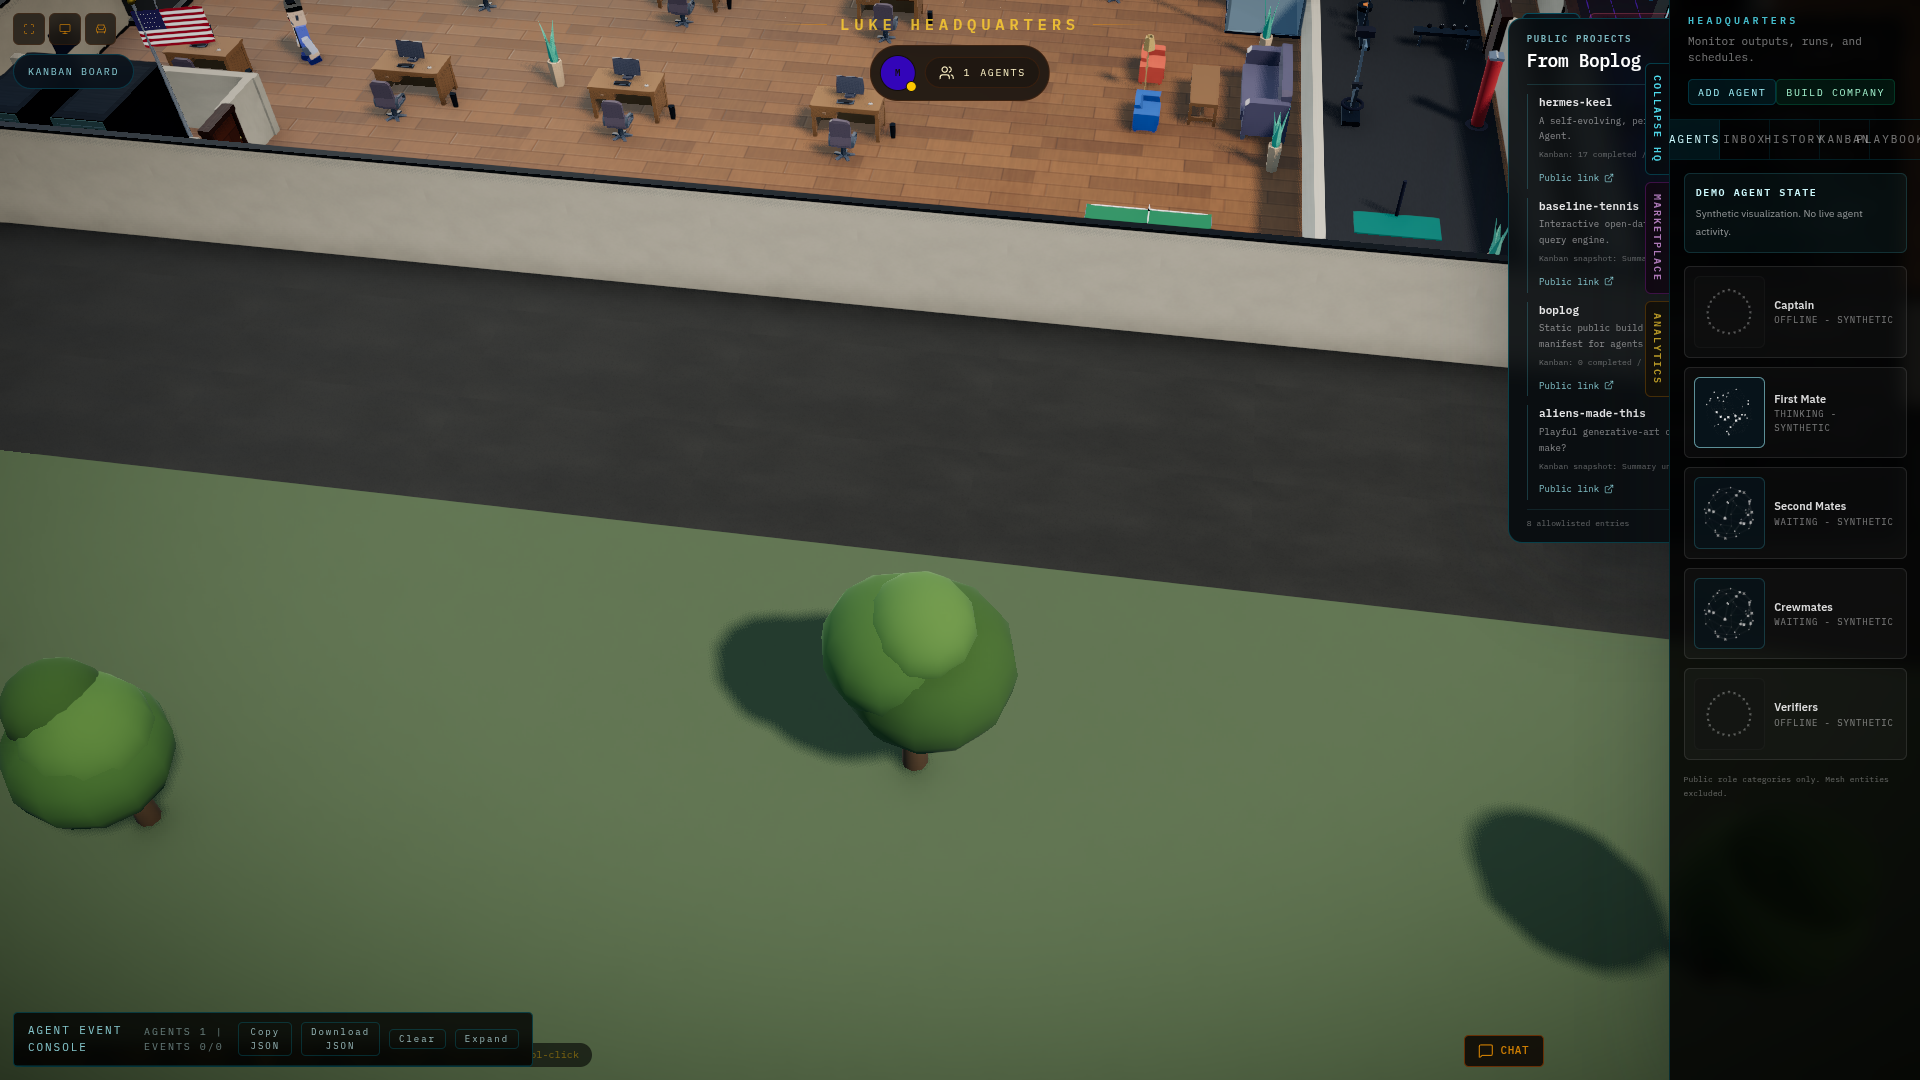 LUKE HEADQUARTERS
KANBAN BOARD
M
1 AGENTS
PUBLIC PROJECTS
From Boplog
hermes-keel
A self-evolving,
Agent.
Kanban: 17 completed /
Public link
baseline-tennis
Interactive
query engine.
Kanban snapshot:
Public link
boplog
Static public build
manifest for agents
Kanban: 0 completed /
Public link
aliens-made-this
Playful generative-art
make?
Kanban snapshot: Summary
Public link
8 allowlisted entries
COLLAPSE HQ
MARKETPLACE
ANALYTICS
HEADQUARTERS
Monitor outputs, runs, and
schedules.
ADD AGENT
BUILD COMPANY
AGENTS INBOX HISTORY KANBAN PLAYBOOK
DEMO AGENT STATE
Synthetic visualization. No live agent
activity.
Captain
OFFLINE - SYNTHETIC
First Mate
THINKING -
SYNTHETIC
Second Mates
WAITING - SYNTHETIC
Crewmates
WAITING - SYNTHETIC
Verifiers
OFFLINE - SYNTHETIC
Public role categories only. Mesh entities
excluded.
AGENT EVENT
CONSOLE
AGENTS 1 |
EVENTS 0/0
Copy
JSON
Download
JSON
Clear
Expand
ol-click
CHAT